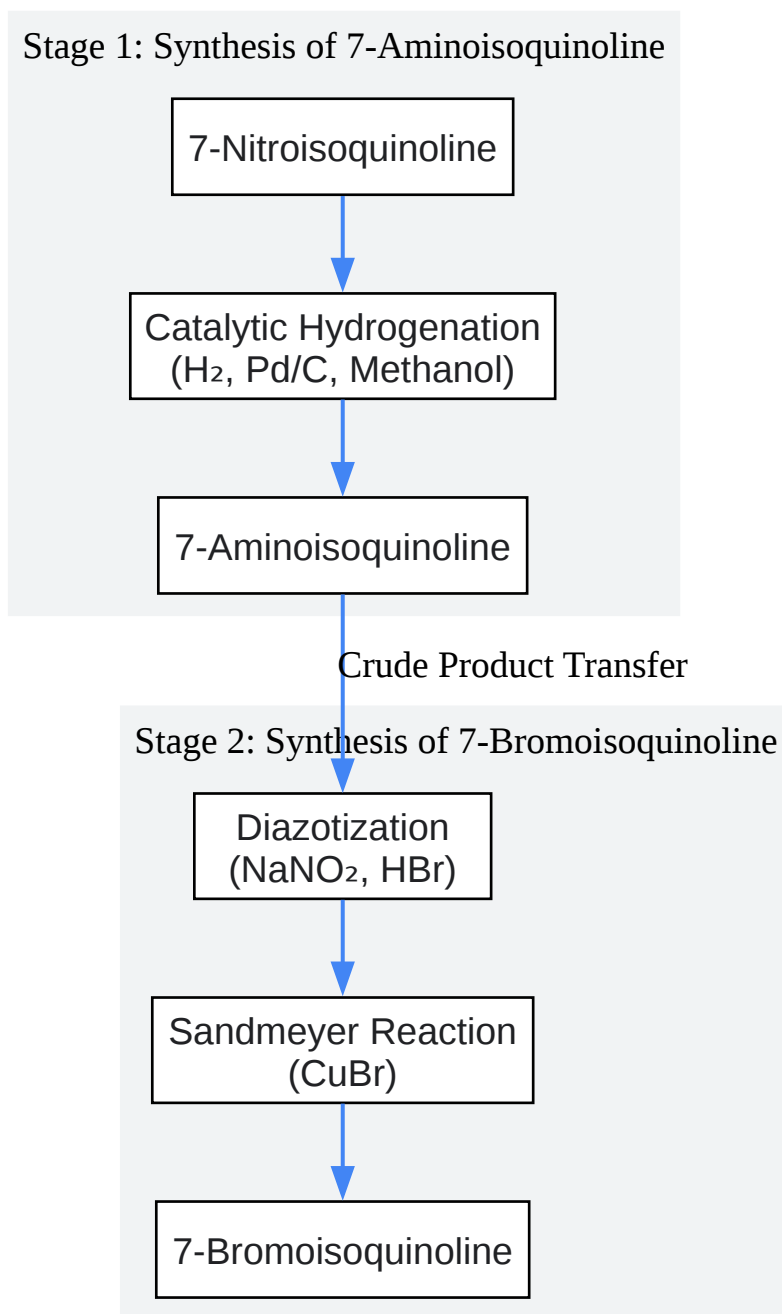 Stage 1: Synthesis of 7-Aminoisoquinoline
7-Nitroisoquinoline
Catalytic Hydrogenation
(H₂, Pd/C, Methanol)
7-Aminoisoquinoline
Crude Product Transfer
Stage 2: Synthesis of 7-Bromoisoquinoline
Diazotization
(NaNO₂, HBr)
Sandmeyer Reaction
(CuBr)
7-Bromoisoquinoline